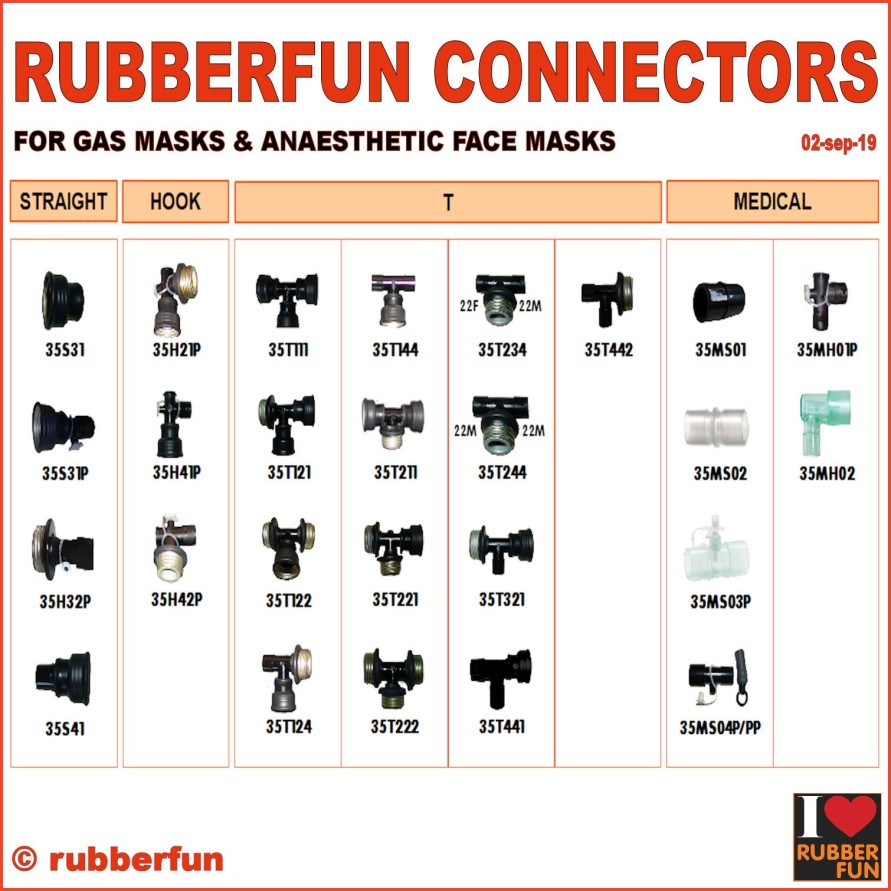 RUBBERFUN CONNECTORS
FOR GAS MASKS & ANAESTHETIC FACE MASKS 02-sep-19
STRAIGHT HOOK T MEDICAL
22F 22M
35S31 35H21P 35T111 35T144 35T234 35T442 35MS01 35MH01P
22M 22M
35S31P 35H41P 35T121 35T211 35T244 35MS02 35MH02
35H32P 35H42P 35T122 35T221 35T321 35MS03P
35S41 35T124 35T222 35T441 35MS04P/PP
I
RUBBER
© rubberfun FUN